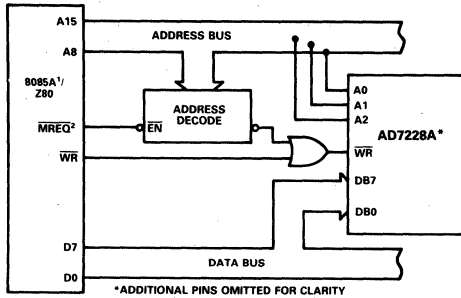 A15
ADDRESS BUS
A8
8085A¹/
Z80
ADDRESS
DECODE
A0
A1
A2
AD7228A*
MREQ²
EN
WR
WR
DB7
DB0
D7
DATA BUS
D0
*ADDITIONAL PINS OMITTED FOR CLARITY